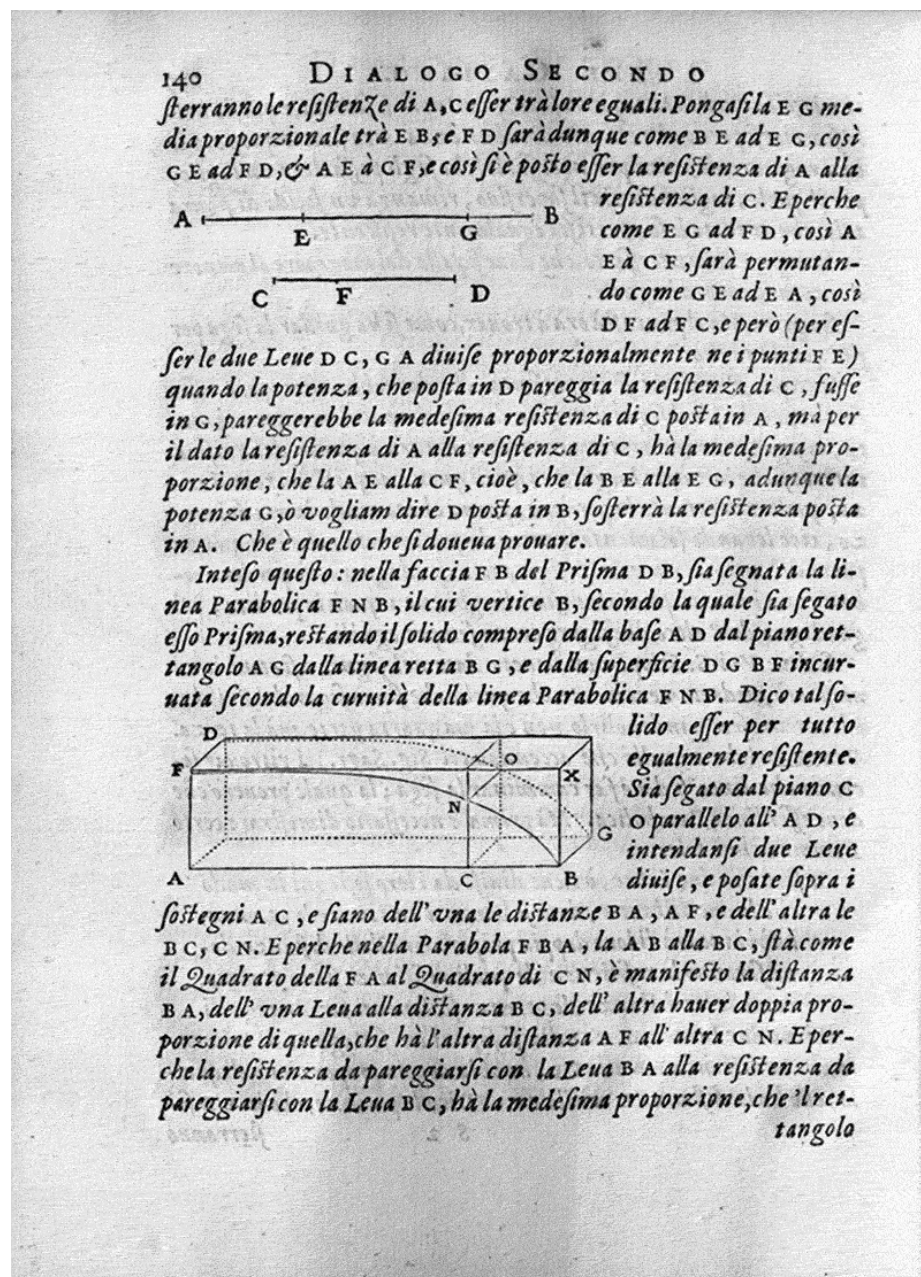 140 DIALOGO SECONDO
ſterranno le reſiſtenze di A, C eſſer trà lore eguali. Pongaſi la E G me-
dia proporzionale trà E B, e F D ſarà dunque come B E ad E G, così
G E ad F D, & A E à C F, e così ſi è poſto eſſer la reſiſtenza di A alla
reſiſtenza di C. E perche
come E G ad F D, così A
E à C F, ſarà permutan-
do come G E ad E A, così
D F ad F C, e però (per eſ-
A E G B
C F D
ſer le due Leue D C, G A diuiſe proporzionalmente ne i punti F E)
quando la potenza, che poſta in D pareggia la reſiſtenza di C, fuſſe
in G, pareggerebbe la medeſima reſiſtenza di C poſta in A, mà per
il dato la reſiſtenza di A alla reſiſtenza di C, hà la medeſima pro-
porzione, che la A E alla C F, cioè, che la B E alla E G, adunque la
potenza G, ò vogliam dire D poſta in B, ſoſterrà la reſiſtenza poſta
in A. Che è quello che ſi doueua prouare.
Inteſo queſto: nella faccia F B del Priſma D B, ſia ſegnata la li-
nea Parabolica F N B, il cui vertice B, ſecondo la quale ſia ſegato
eſſo Priſma, reſtando il ſolido compreſo dalla baſe A D dal piano ret-
tangolo A G dalla linea retta B G, e dalla ſuperficie D G B F incur-
uata ſecondo la curuità della linea Parabolica F N B. Dico tal ſo-
lido eſſer per tutto
egualmente reſiſtente.
Sia ſegato dal piano C
O parallelo all' A D, e
intendanſi due Leue
diuiſe, e poſate ſopra i
D
F O X
N G
A C B
ſoſtegni A C, e ſiano dell' vna le diſtanze B A, A F, e dell' altra le
B C, C N. E perche nella Parabola F B A, la A B alla B C, ſtà come
il Quadrato della F A al Quadrato di C N, è manifeſto la diſtanza
B A, dell' vna Leua alla diſtanza B C, dell' altra hauer doppia pro-
porzione di quella, che hà l'altra diſtanza A F all' altra C N. E per-
che la reſiſtenza da pareggiarſi con la Leua B A alla reſiſtenza da
pareggiarſi con la Leua B C, hà la medeſima proporzione, che 'l ret-
tangolo